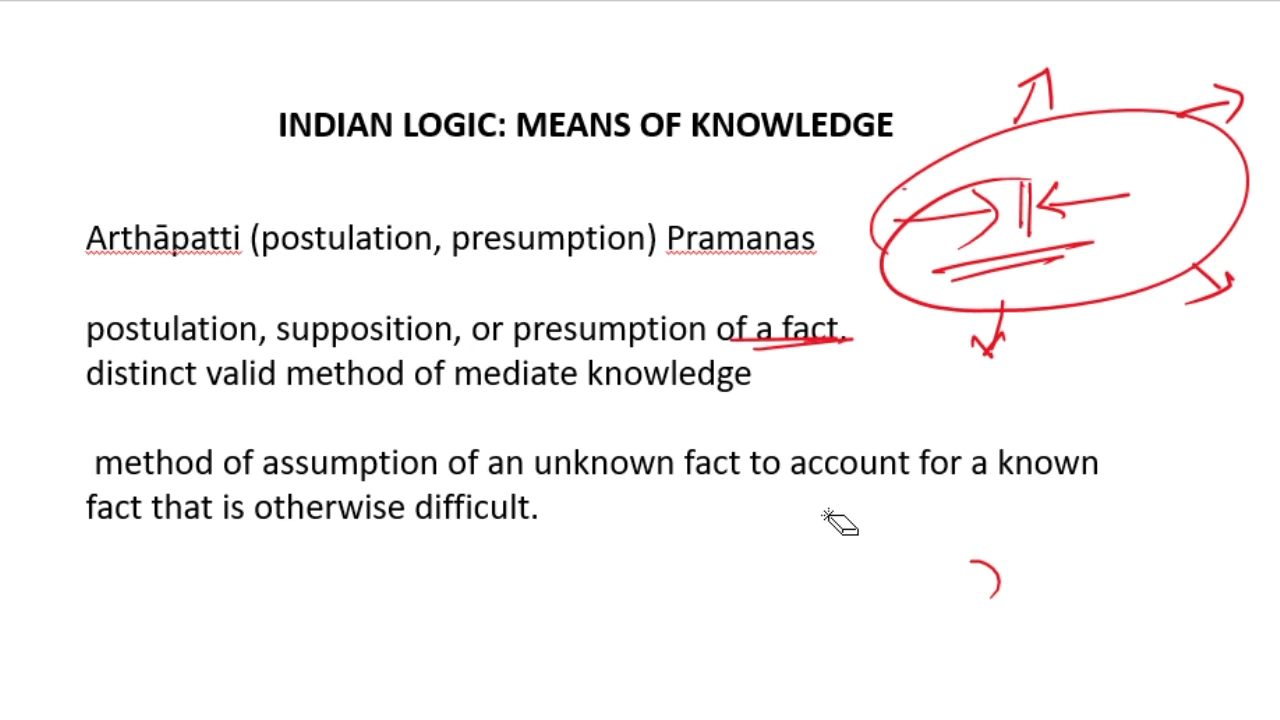 INDIAN LOGIC: MEANS OF KNOWLEDGE
Arthāpatti (postulation, presumption) Pramanas
postulation, supposition, or presumption of a fact.
distinct valid method of mediate knowledge
method of assumption of an unknown fact to account for a known
fact that is otherwise difficult.